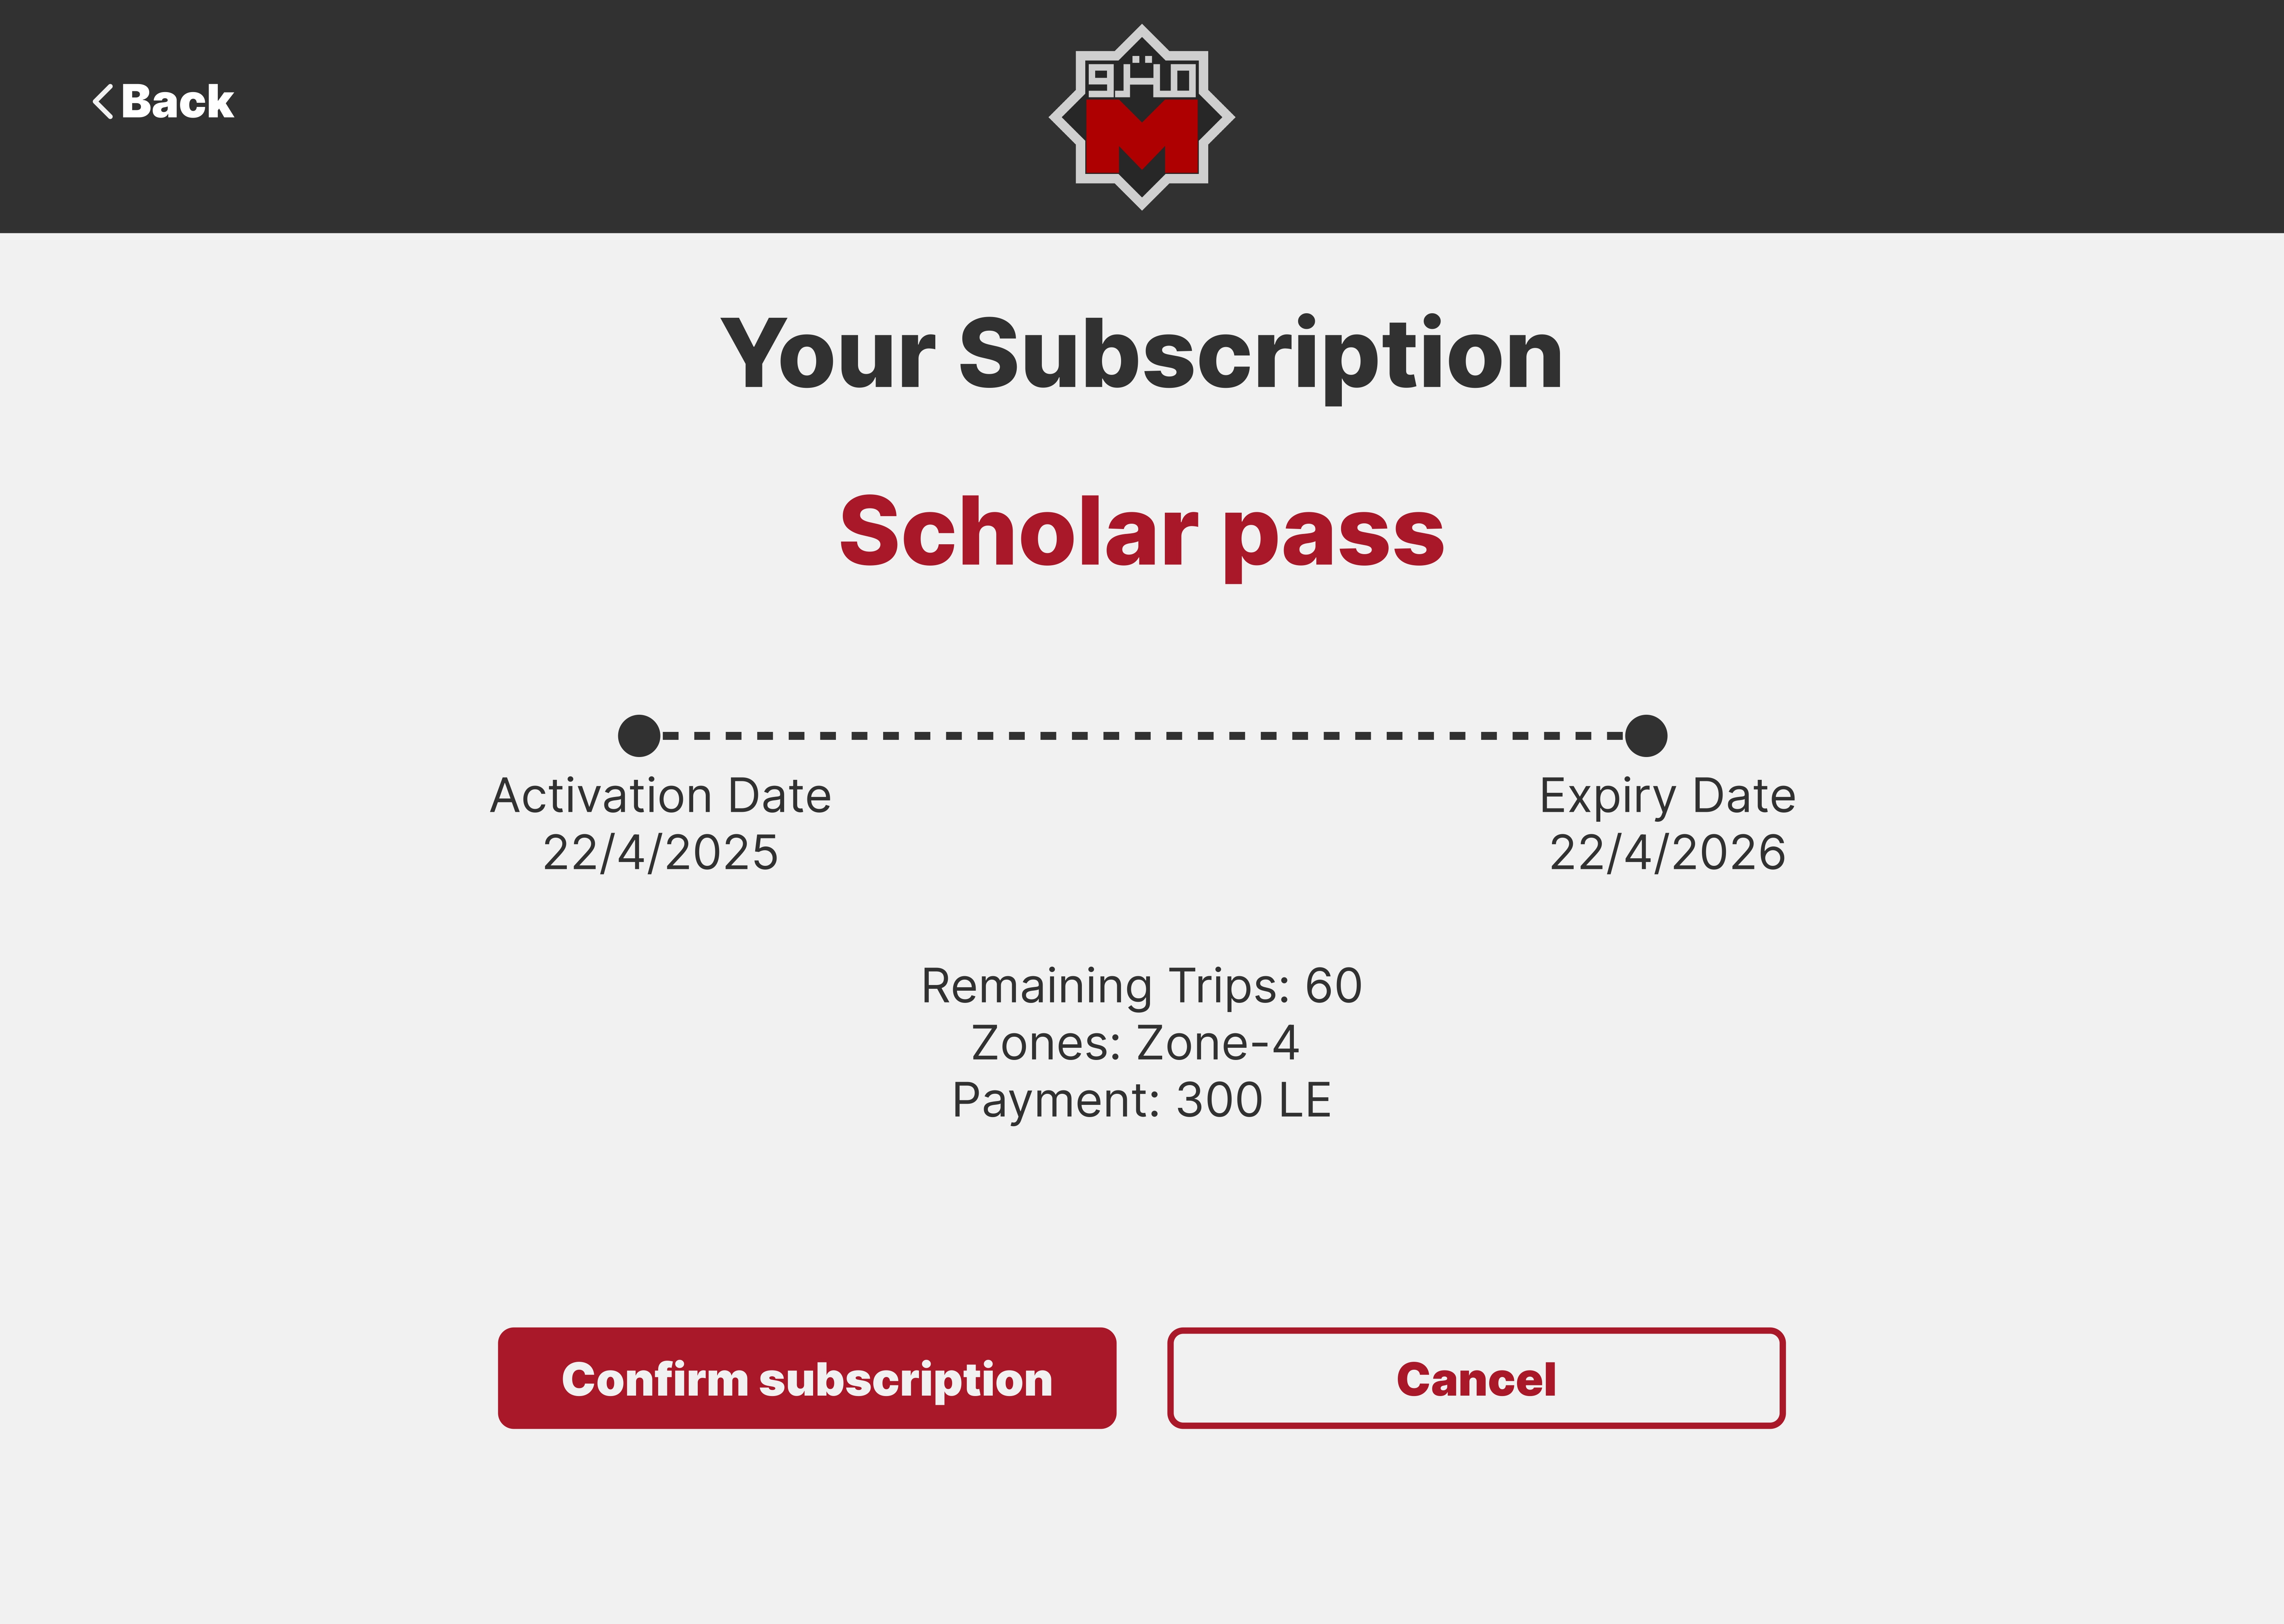 Back
مترو
M
Your Subscription
Scholar pass
Activation Date
22/4/2025
Expiry Date
22/4/2026
Remaining Trips: 60
Zones: Zone-4
Payment: 300 LE
Confirm subscription
Cancel